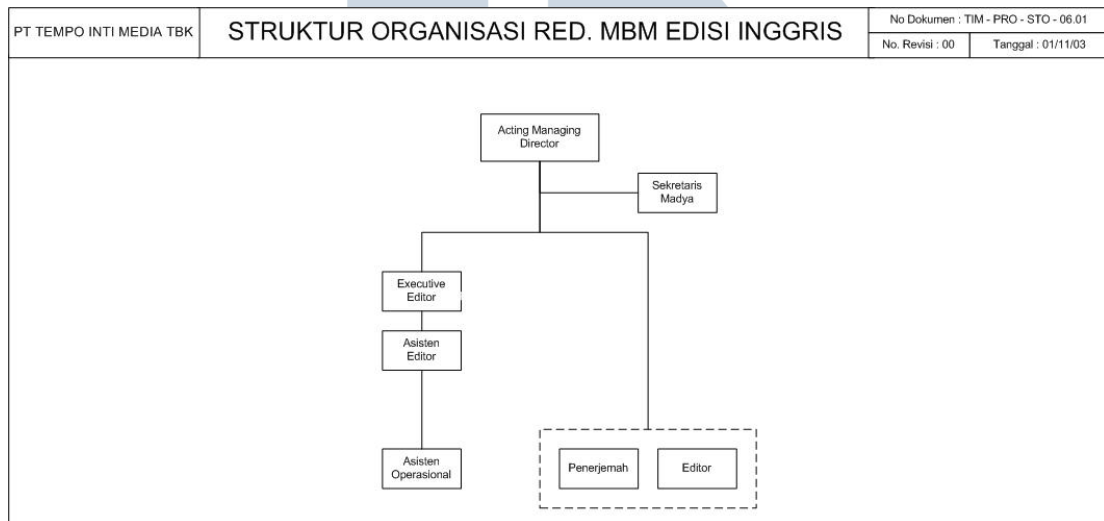 PT TEMPO INTI MEDIA TBK
STRUKTUR ORGANISASI RED. MBM EDISI INGGRIS
No Dokumen : TIM - PRO - STO - 06.01
No. Revisi : 00
Tanggal : 01/11/03
Acting Managing
Director
Sekretaris
Madya
Executive
Editor
Asisten
Editor
Asisten
Operasional
Penerjemah
Editor